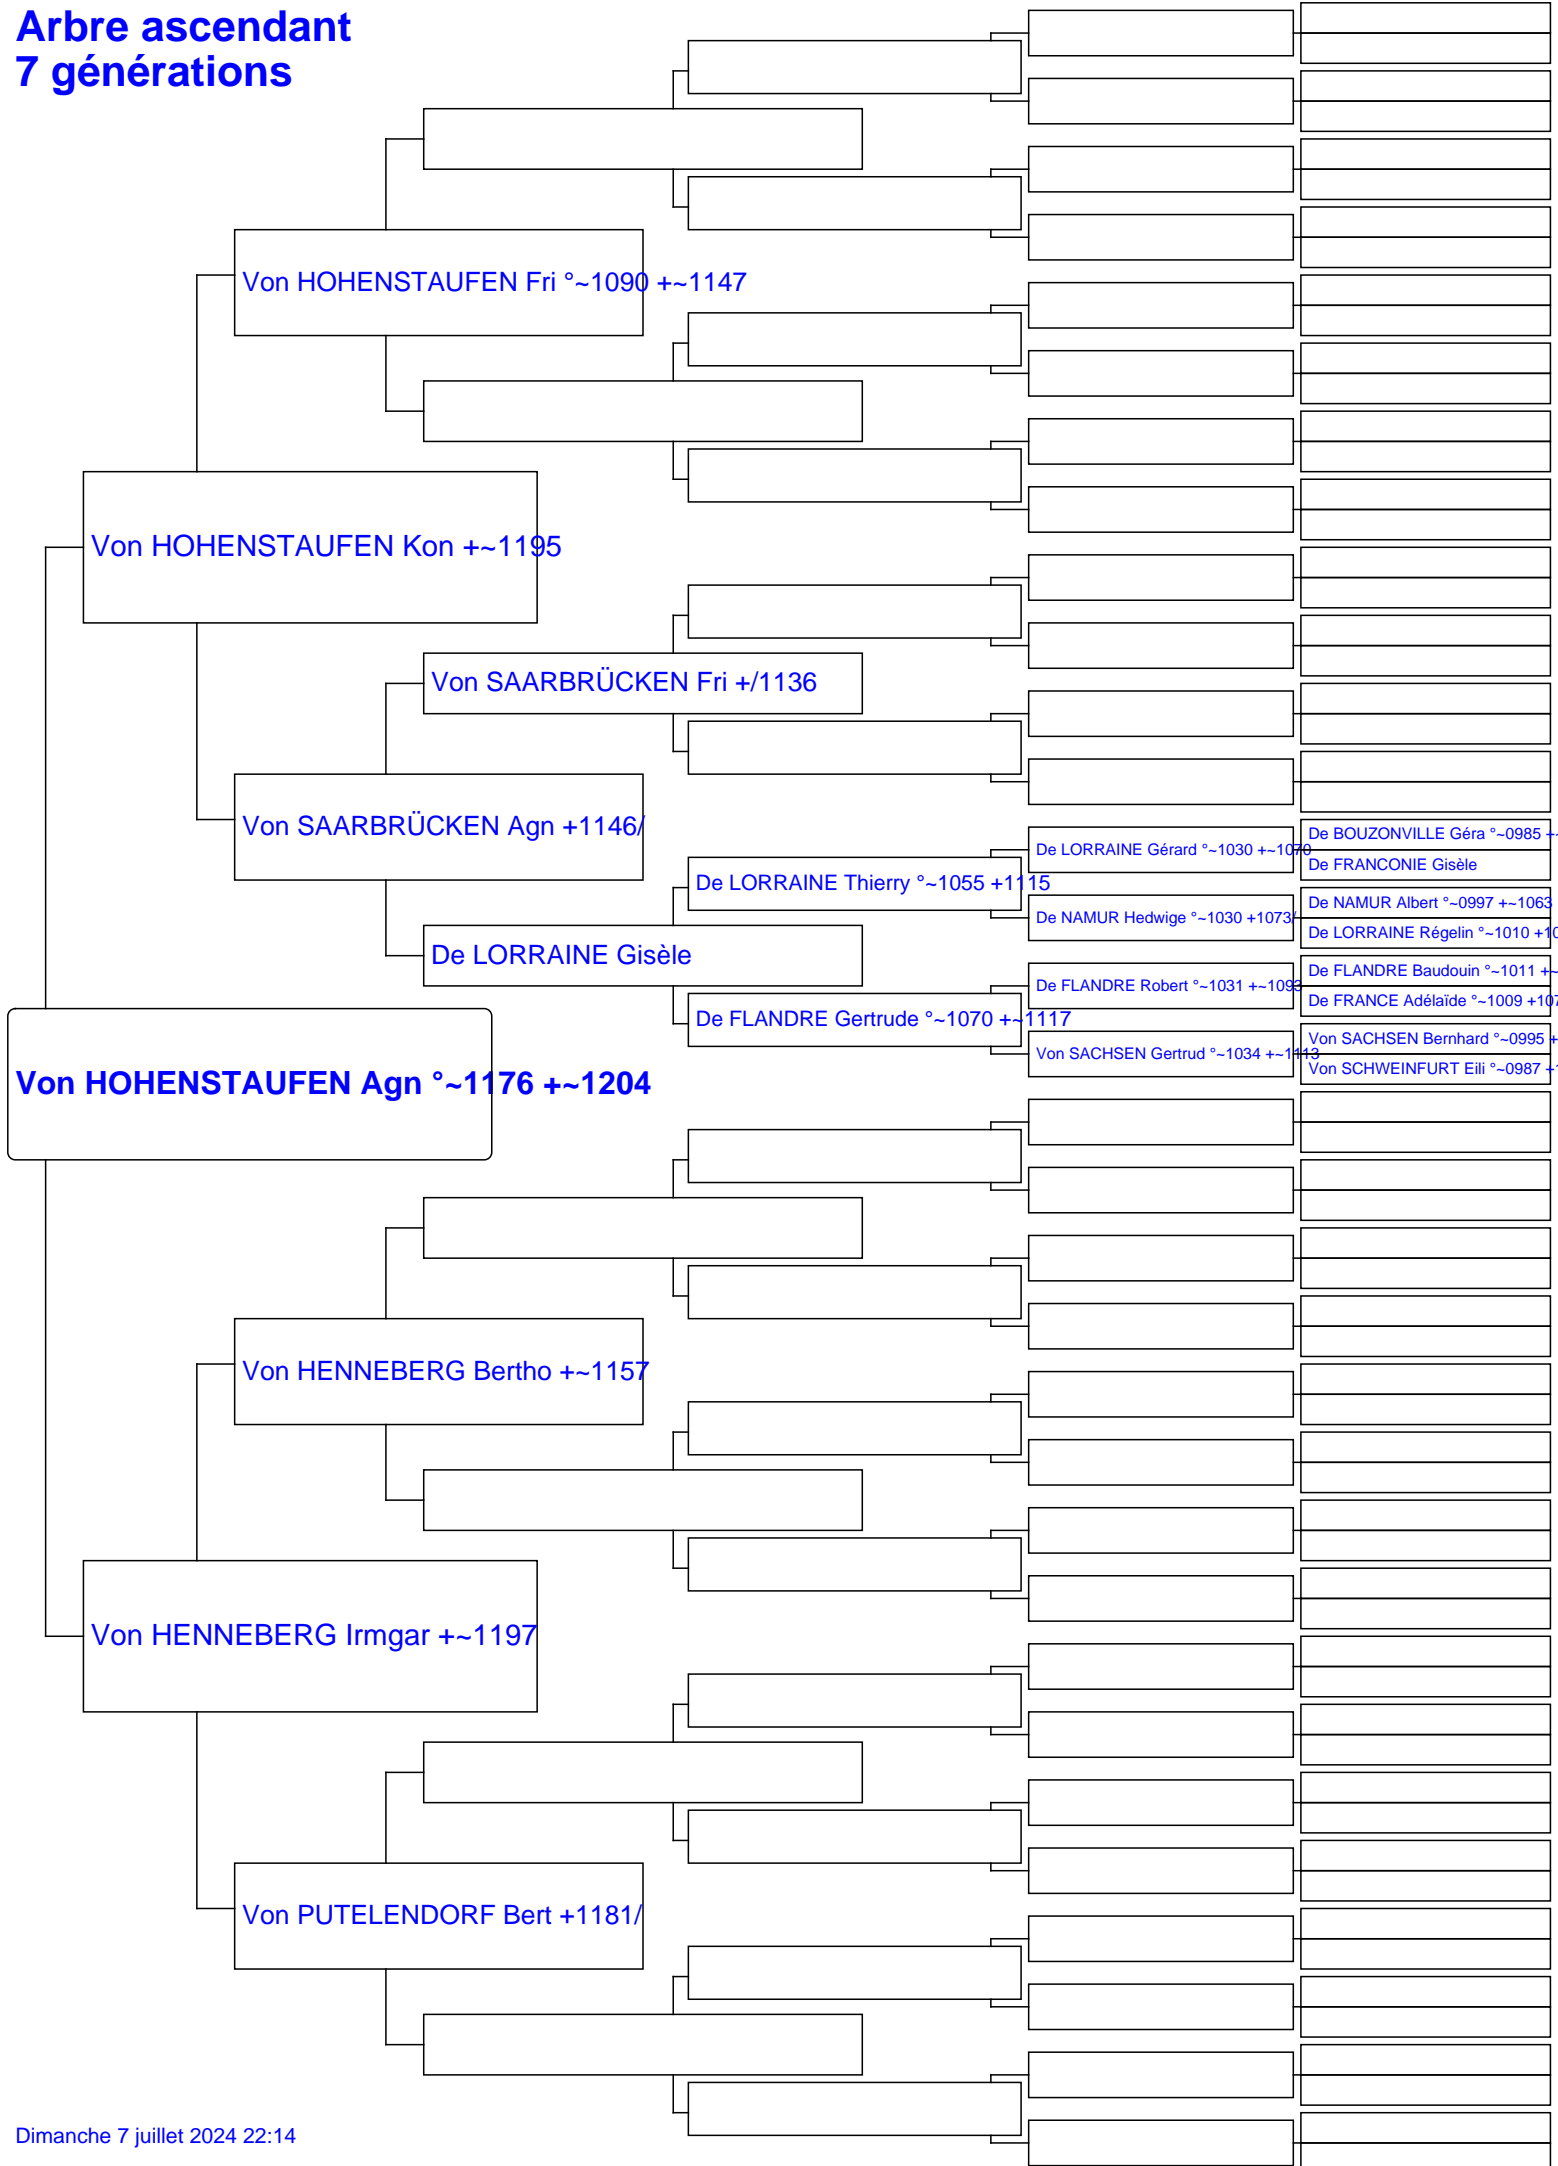 Arbre ascendant
7 générations
Von HOHENSTAUFEN Fri °~1090 +~1147
Von HOHENSTAUFEN Kon +~1195
Von SAARBRÜCKEN Fri +/1136
Von SAARBRÜCKEN Agn +1146/
De LORRAINE Gérard °~1030 +~1070
De BOUZONVILLE Géra °~0985 +~
De FRANCONIE Gisèle
De LORRAINE Thierry °~1055 +1115
De NAMUR Hedwige °~1030 +1073/
De NAMUR Albert °~0997 +~1063
De LORRAINE Régelin °~1010 +10
De LORRAINE Gisèle
De FLANDRE Robert °~1031 +~1093
De FLANDRE Baudouin °~1011 +~
De FRANCE Adélaïde °~1009 +107
De FLANDRE Gertrude °~1070 +~1117
Von SACHSEN Gertrud °~1034 +~1113
Von SACHSEN Bernhard °~0995 +
Von SCHWEINFURT Eili °~0987 +1
Von HOHENSTAUFEN Agn °~1176 +~1204
Von HENNEBERG Bertho +~1157
Von HENNEBERG Irmgar +~1197
Von PUTELENDORF Bert +1181/
Dimanche 7 juillet 2024 22:14